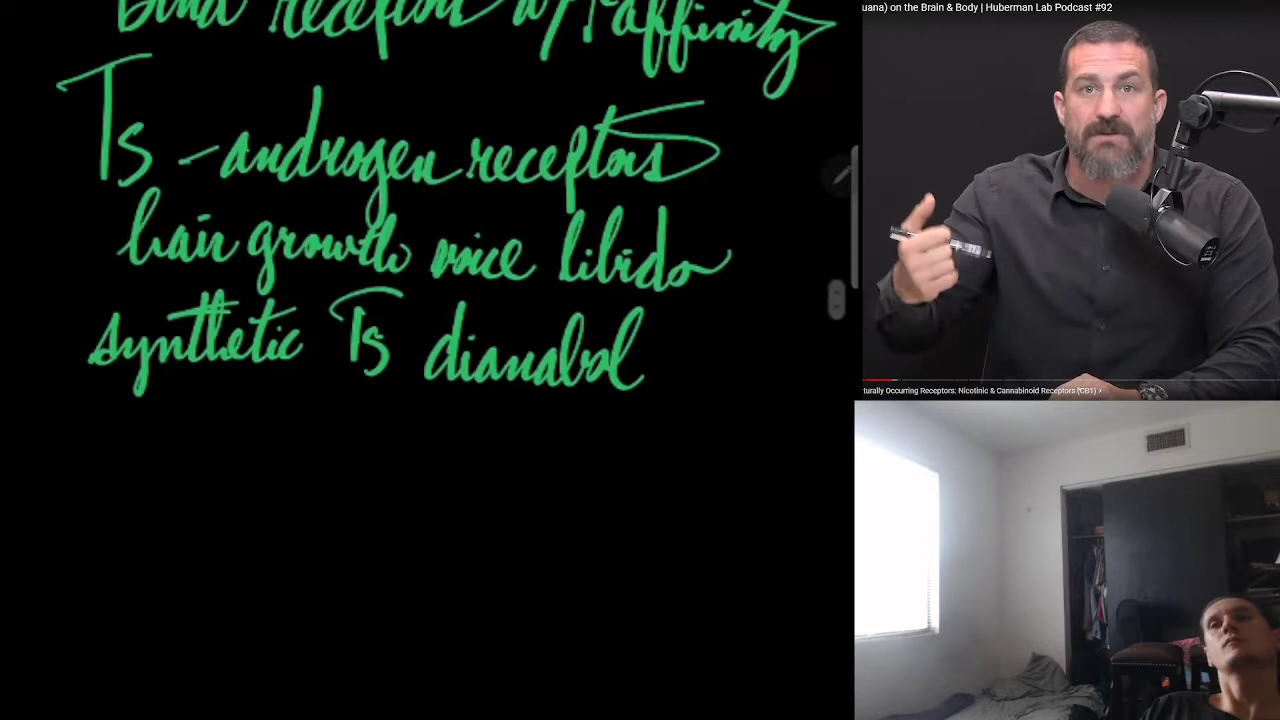 bind receptors w/ ↑ affinity
Ts - androgen receptors
hair growth voice libido
synthetic Ts dianabol
uana) on the Brain & Body | Huberman Lab Podcast #92
turally Occurring Receptors: Nicotinic & Cannabinoid Receptors (CB1) ›